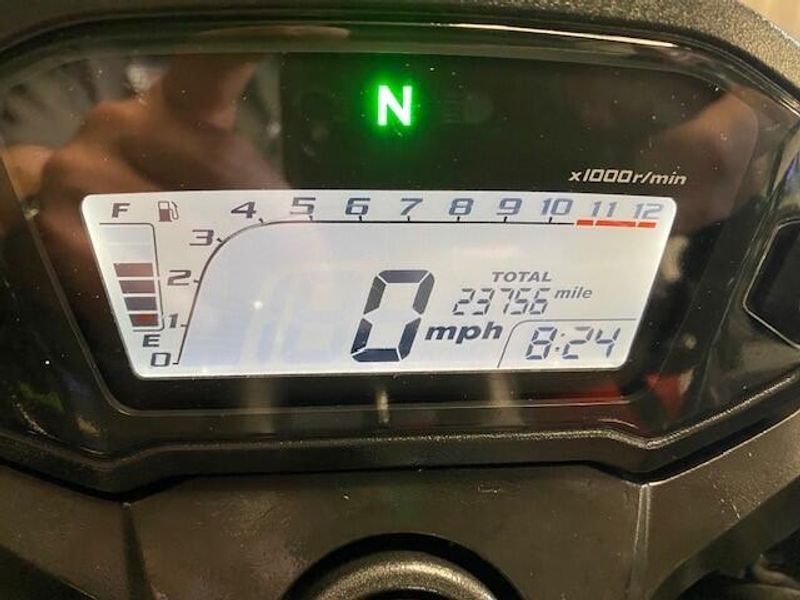 N
x1000r/min
F 4 5 6 7 8 9 10 11 12
3
2
TOTAL
23756 mile
0 mph
1
E
8:24
0